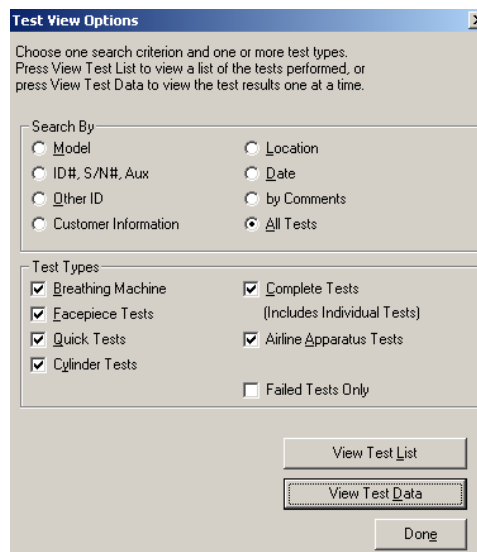 Test View Options
Choose one search criterion and one or more test types.
Press View Test List to view a list of the tests performed, or
press View Test Data to view the test results one at a time.
Search By
Model
Location
ID#, S/N#, Aux
Date
Other ID
by Comments
Customer Information
All Tests
Test Types
Breathing Machine
Complete Tests
Facepiece Tests
(Includes Individual Tests)
Quick Tests
Airline Apparatus Tests
Cylinder Tests
Failed Tests Only
View Test List
View Test Data
Done